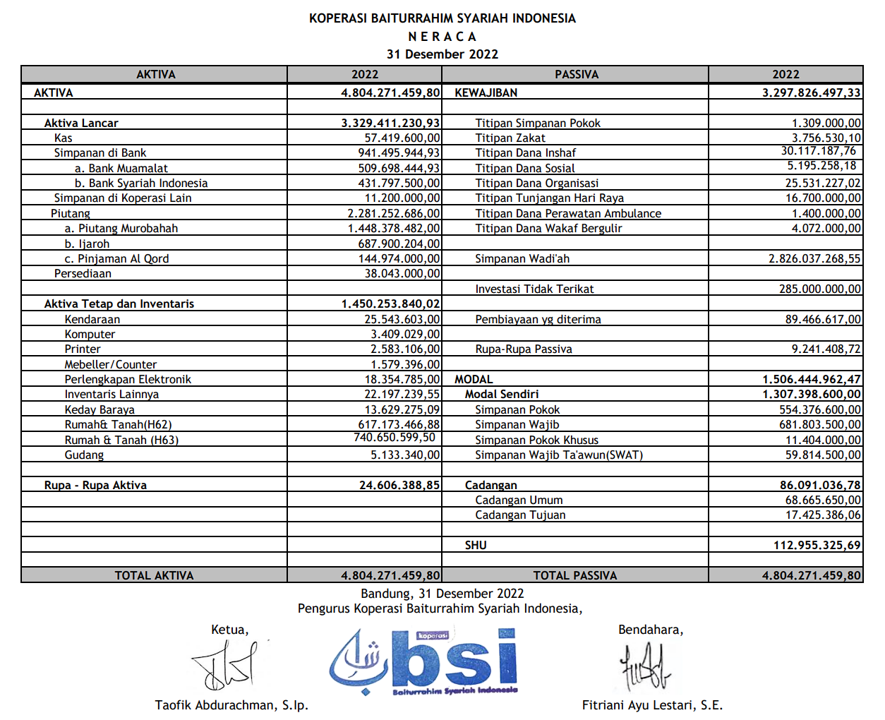 KOPERASI BAITURRAHIM SYARIAH INDONESIA
N E R A C A
31 Desember 2022
AKTIVA 2022 PASSIVA 2022
AKTIVA 4.804.271.459,80 KEWAJIBAN 3.297.826.497,33
Aktiva Lancar 3.329.411.230,93 Titipan Simpanan Pokok 1.309.000,00
Kas 57.419.600,00 Titipan Zakat 3.756.530,10
Simpanan di Bank 941.495.944,93 Titipan Dana Inshaf 30.117.187,76
a. Bank Muamalat 509.698.444,93 Titipan Dana Sosial 5.195.258,18
b. Bank Syariah Indonesia 431.797.500,00 Titipan Dana Organisasi 25.531.227,02
Simpanan di Koperasi Lain 11.200.000,00 Titipan Tunjangan Hari Raya 16.700.000,00
Piutang 2.281.252.686,00 Titipan Dana Perawatan Ambulance 1.400.000,00
a. Piutang Murobahah 1.448.378.482,00 Titipan Dana Wakaf Bergulir 4.072.000,00
b. Ijaroh 687.900.204,00
c. Pinjaman Al Qord 144.974.000,00 Simpanan Wadi'ah 2.826.037.268,55
Persediaan 38.043.000,00
Investasi Tidak Terikat 285.000.000,00
Aktiva Tetap dan Inventaris 1.450.253.840,02
Kendaraan 25.543.603,00 Pembiayaan yg diterima 89.466.617,00
Komputer 3.409.029,00
Printer 2.583.106,00 Rupa-Rupa Passiva 9.241.408,72
Mebeller/Counter 1.579.396,00
Perlengkapan Elektronik 18.354.785,00 MODAL 1.506.444.962,47
Inventaris Lainnya 22.197.239,55 Modal Sendiri 1.307.398.600,00
Keday Baraya 13.629.275,09 Simpanan Pokok 554.376.600,00
Rumah& Tanah(H62) 617.173.466,88 Simpanan Wajib 681.803.500,00
Rumah & Tanah (H63) 740.650.599,50 Simpanan Pokok Khusus 11.404.000,00
Gudang 5.133.340,00 Simpanan Wajib Ta'awun(SWAT) 59.814.500,00
Rupa - Rupa Aktiva 24.606.388,85 Cadangan 86.091.036,78
Cadangan Umum 68.665.650,00
Cadangan Tujuan 17.425.386,06
SHU 112.955.325,69
TOTAL AKTIVA 4.804.271.459,80 TOTAL PASSIVA 4.804.271.459,80
Bandung, 31 Desember 2022
Pengurus Koperasi Baiturrahim Syariah Indonesia,
Ketua, Bendahara,
koperasi
bsi
Baiturrahim Syariah Indonesia
Taofik Abdurachman, S.Ip. Fitriani Ayu Lestari, S.E.